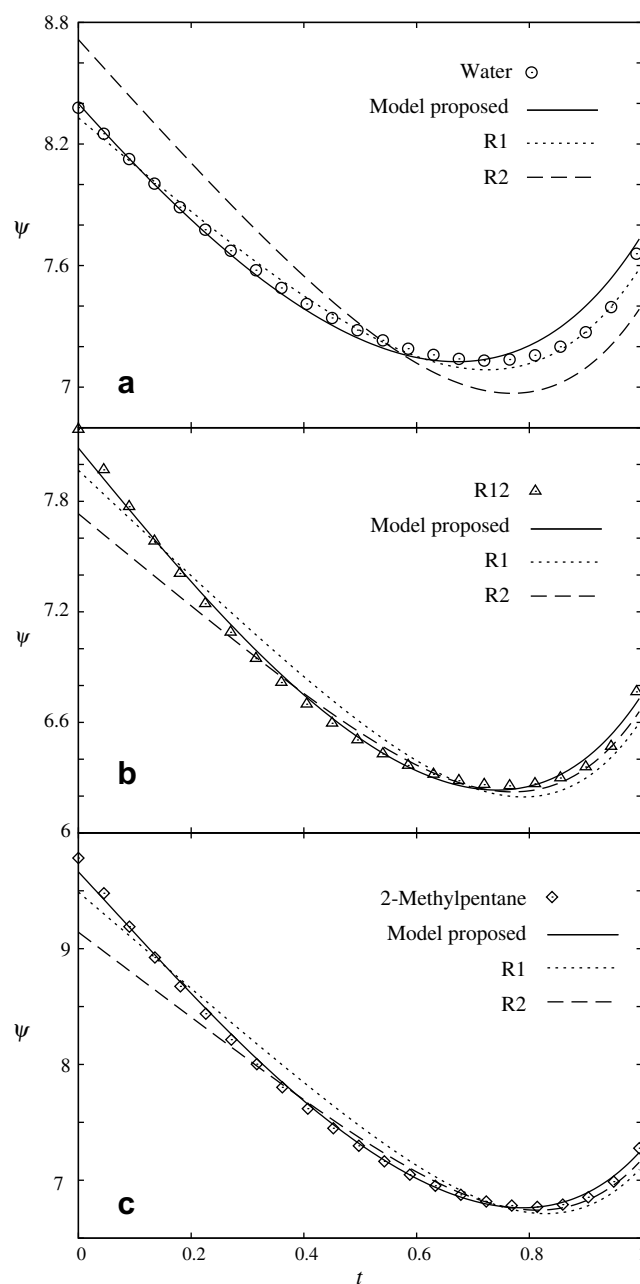 8.8
Water
Model proposed
8.2
R1
R2
ψ
7.6
7
a
R12
7.8
Model proposed
R1
R2
7.2
ψ
6.6
b
6
2-Methylpentane
9
Model proposed
R1
R2
ψ
8
7
c
0 0.2 0.4 0.6 0.8
t